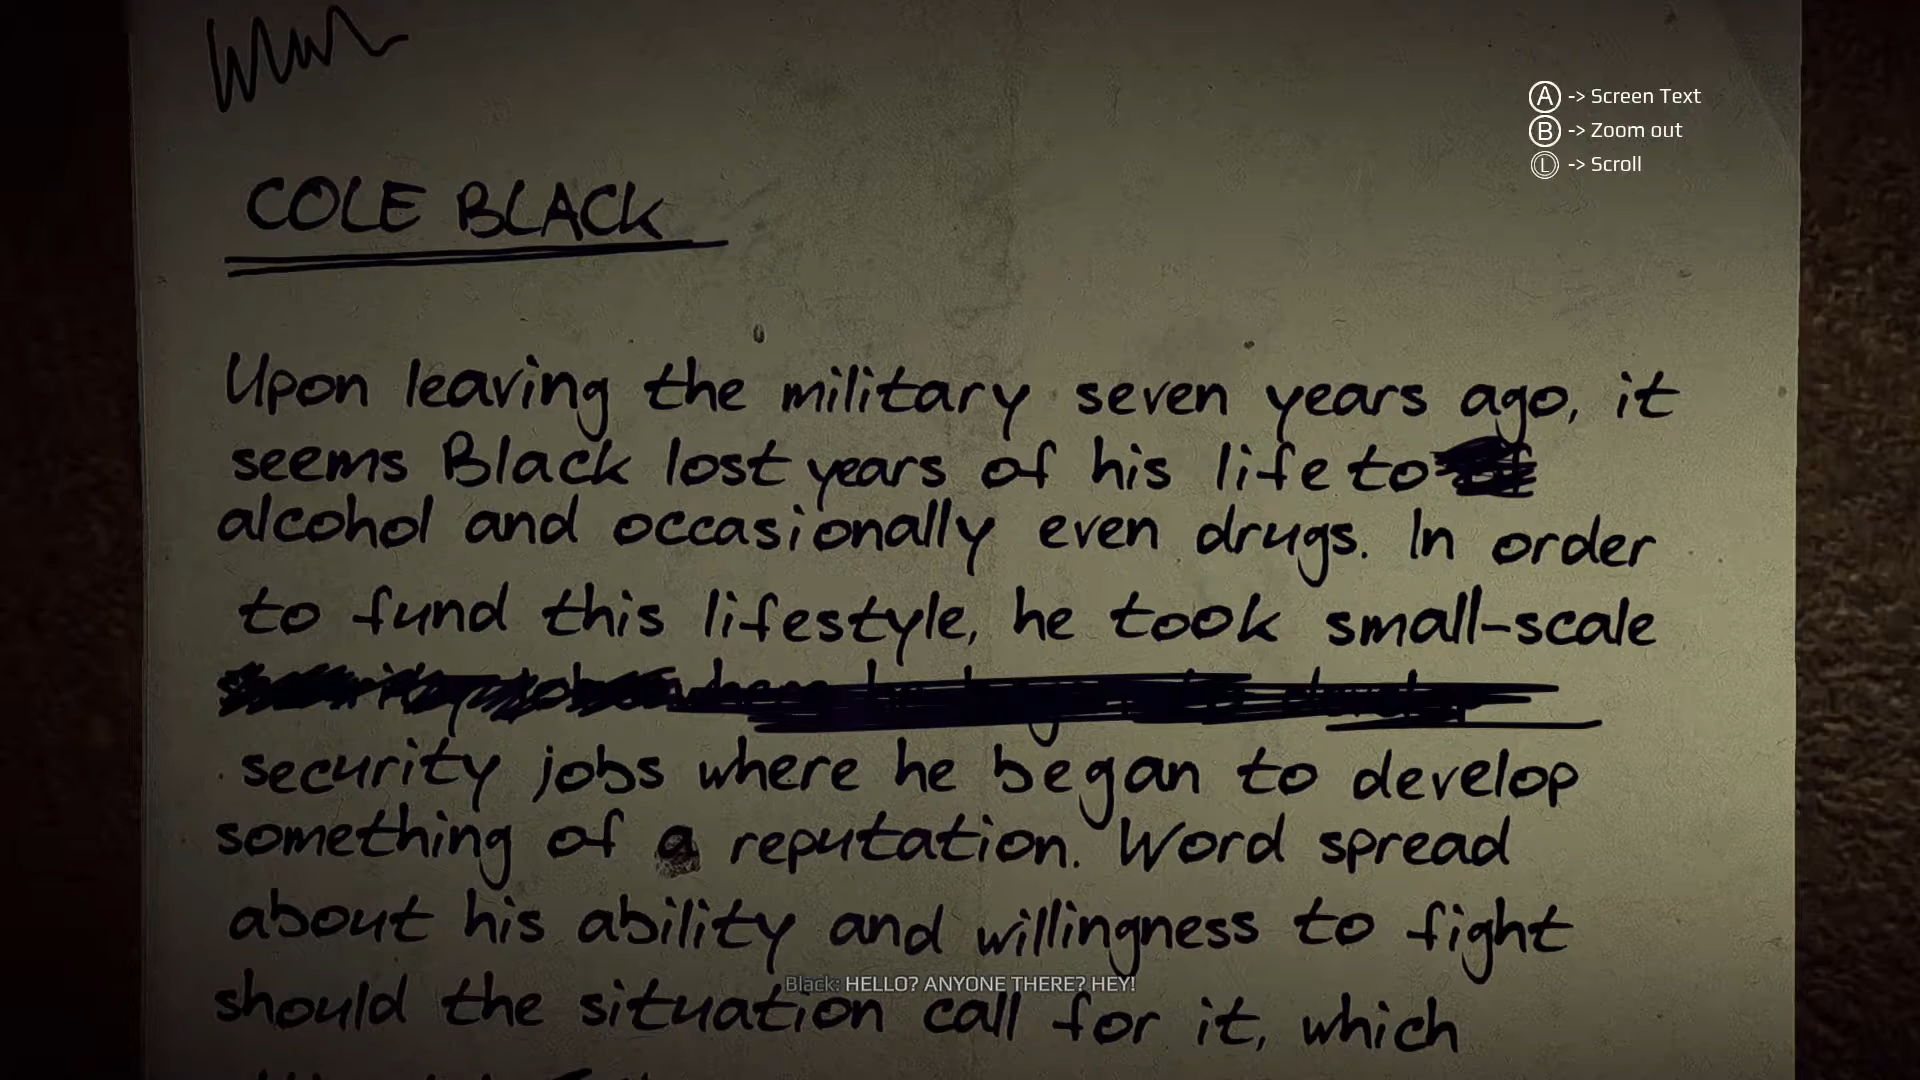 COLE BLACK
A -> Screen Text
B -> Zoom out
L -> Scroll
Upon leaving the military seven years ago, it
seems Black lost years of his life to
alcohol and occasionally even drugs. In order
to fund this lifestyle, he took small-scale
security jobs where he began to develop
something of a reputation. Word spread
about his ability and willingness to fight
Black: HELLO? ANYONE THERE? HEY!
should the situation call for it, which